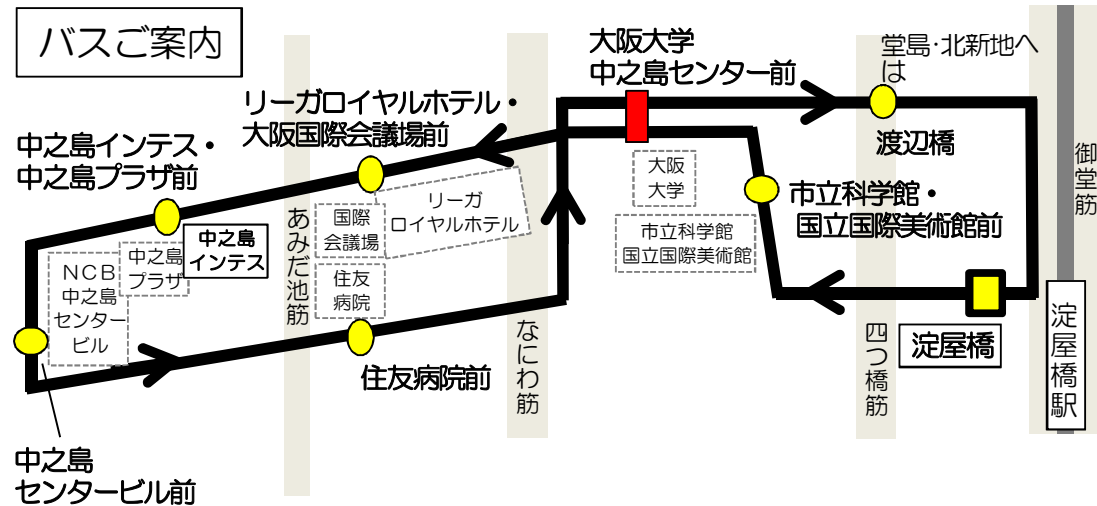 バスご案内
大阪大学
中之島センター前
堂島・北新地へ
は
渡辺橋
リーガロイヤルホテル・
大阪国際会議場前
中之島インテス・
中之島プラザ前
市立科学館・
国立国際美術館前
大阪
大学
市立科学館
国立国際美術館
リーガ
ロイヤルホテル
国際
会議場
住友
病院
中之島
インテス
中之島
プラザ
NCB
中之島
センター
ビル
あみだ池筋
なにわ筋
四つ橋筋
御堂筋
淀屋橋
淀屋橋駅
住友病院前
中之島
センタービル前